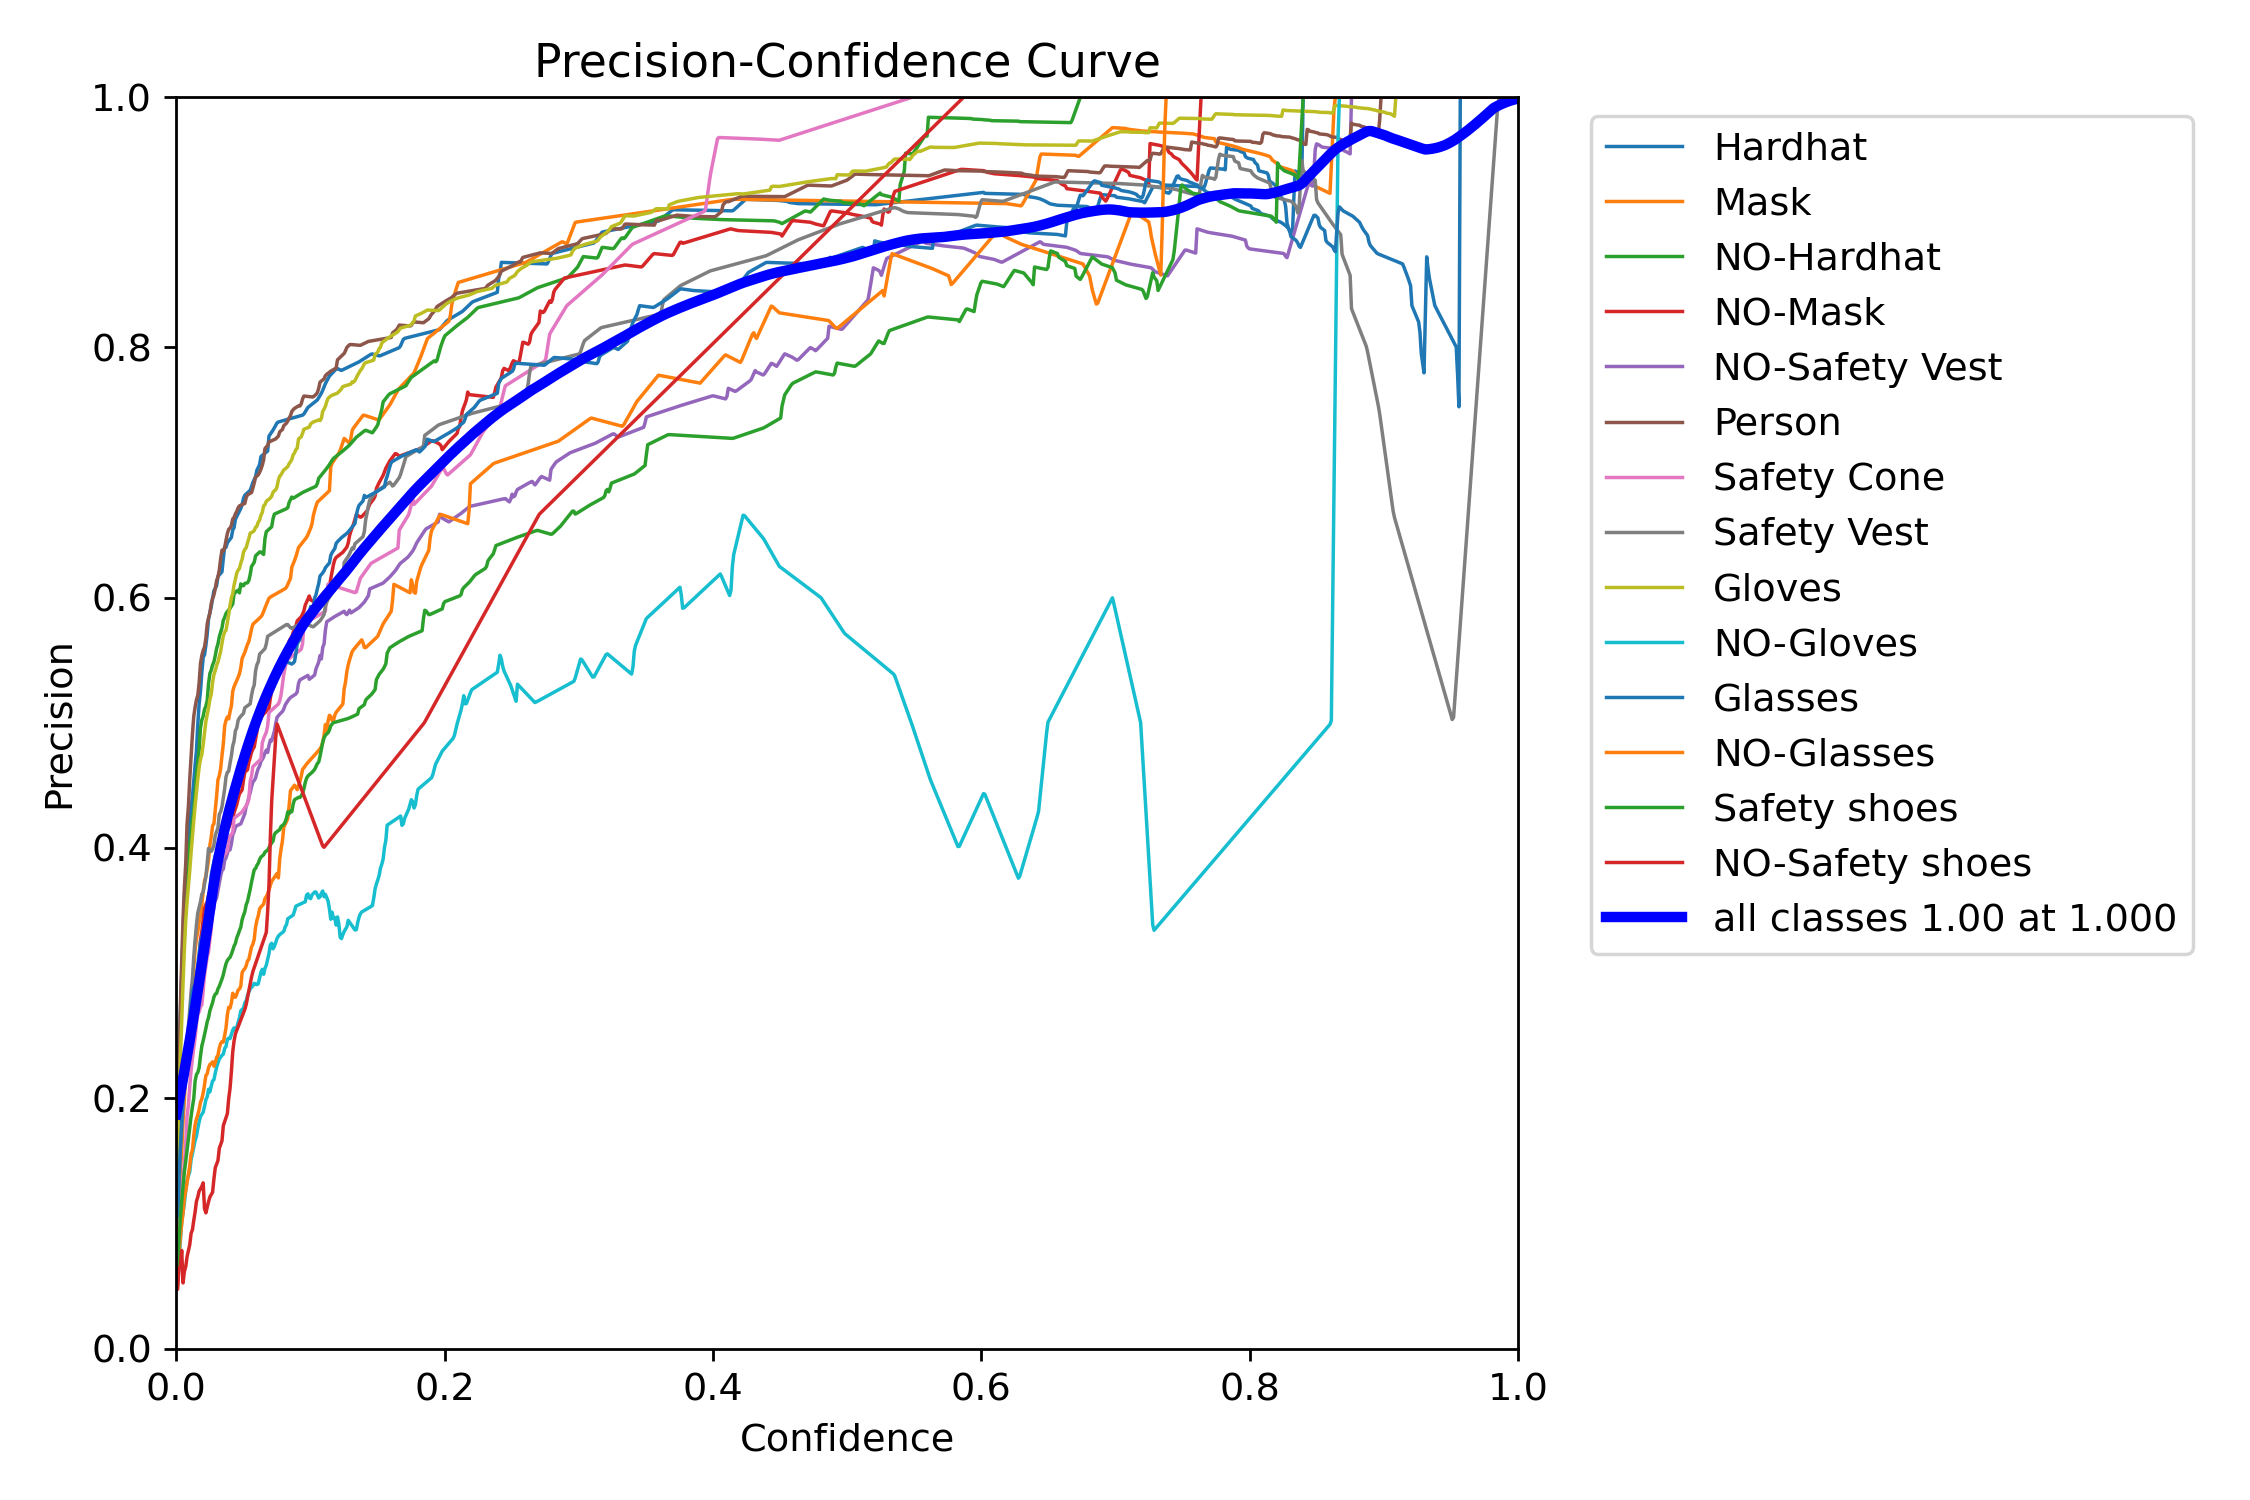 Precision-Confidence Curve
1.0
0.8
0.6
0.4
0.2
0.0
Precision
0.0 0.2 0.4 0.6 0.8 1.0
Confidence
Hardhat
Mask
NO-Hardhat
NO-Mask
NO-Safety Vest
Person
Safety Cone
Safety Vest
Gloves
NO-Gloves
Glasses
NO-Glasses
Safety shoes
NO-Safety shoes
all classes 1.00 at 1.000